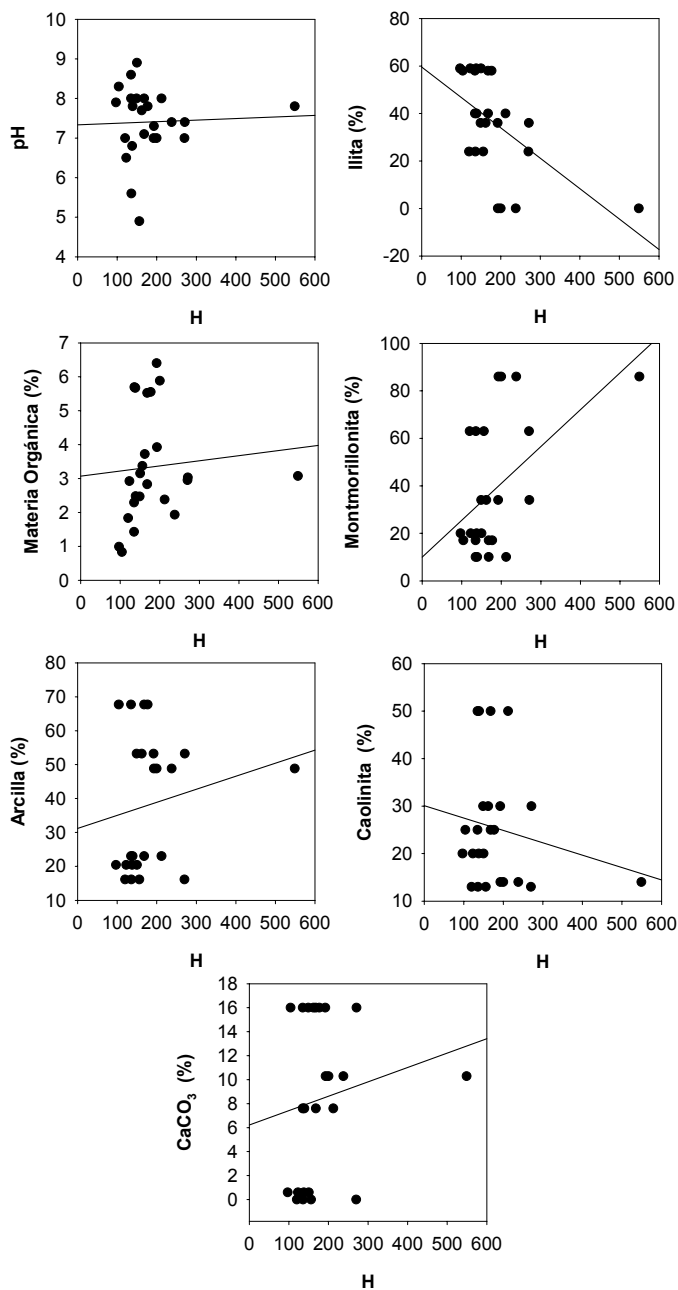 10
9
8
7
6
5
4
pH
0 100 200 300 400 500 600
H
80
60
40
20
0
-20
Ilita (%)
0 100 200 300 400 500 600
H
7
6
5
4
3
2
1
0
Materia Orgánica (%)
0 100 200 300 400 500 600
H
100
80
60
40
20
0
Montmorillonita (%)
0 100 200 300 400 500 600
H
80
70
60
50
40
30
20
10
Arcilla (%)
0 100 200 300 400 500 600
H
60
50
40
30
20
10
Caolinita (%)
0 100 200 300 400 500 600
H
18
16
14
12
10
8
6
4
2
0
CaCO₃ (%)
0 100 200 300 400 500 600
H